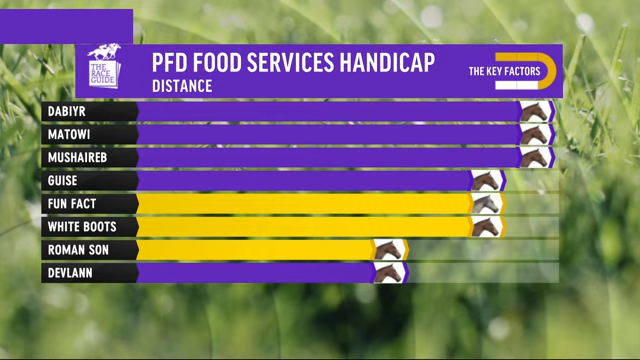 THE
RACE
GUIDE
PFD FOOD SERVICES HANDICAP
DISTANCE
THE KEY FACTORS
DABIYR
MATOWI
MUSHAIREB
GUISE
FUN FACT
WHITE BOOTS
ROMAN SON
DEVLANN